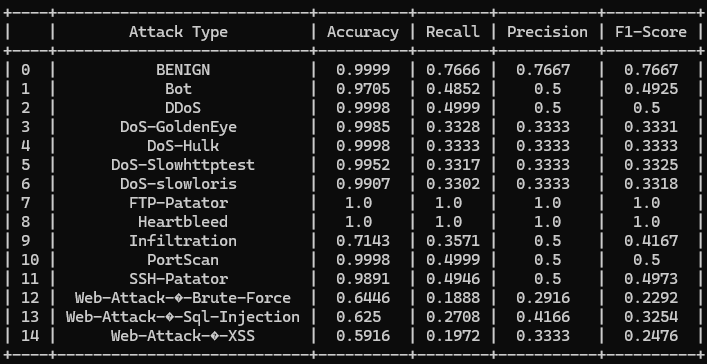 Attack Type Accuracy Recall Precision F1-Score
0 BENIGN 0.9999 0.7666 0.7667 0.7667
1 Bot 0.9705 0.4852 0.5 0.4925
2 DDoS 0.9998 0.4999 0.5 0.5
3 DoS-GoldenEye 0.9985 0.3328 0.3333 0.3331
4 DoS-Hulk 0.9998 0.3333 0.3333 0.3333
5 DoS-Slowhttptest 0.9952 0.3317 0.3333 0.3325
6 DoS-slowloris 0.9907 0.3302 0.3333 0.3318
7 FTP-Patator 1.0 1.0 1.0 1.0
8 Heartbleed 1.0 1.0 1.0 1.0
9 Infiltration 0.7143 0.3571 0.5 0.4167
10 PortScan 0.9998 0.4999 0.5 0.5
11 SSH-Patator 0.9891 0.4946 0.5 0.4973
12 Web-Attack-�-Brute-Force 0.6446 0.1888 0.2916 0.2292
13 Web-Attack-�-Sql-Injection 0.625 0.2708 0.4166 0.3254
14 Web-Attack-�-XSS 0.5916 0.1972 0.3333 0.2476